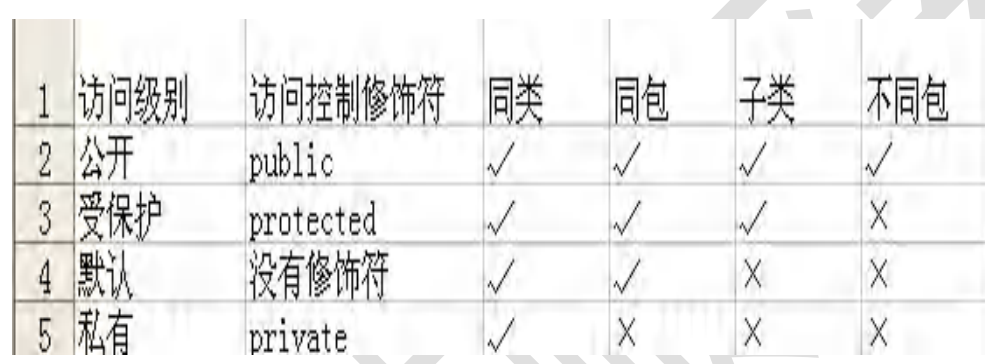 1 访问级别 访问控制修饰符 同类 同包 子类 不同包
2 公开 public ✓ ✓ ✓ ✓
3 受保护 protected ✓ ✓ ✓ ×
4 默认 没有修饰符 ✓ ✓ × ×
5 私有 private ✓ × × ×